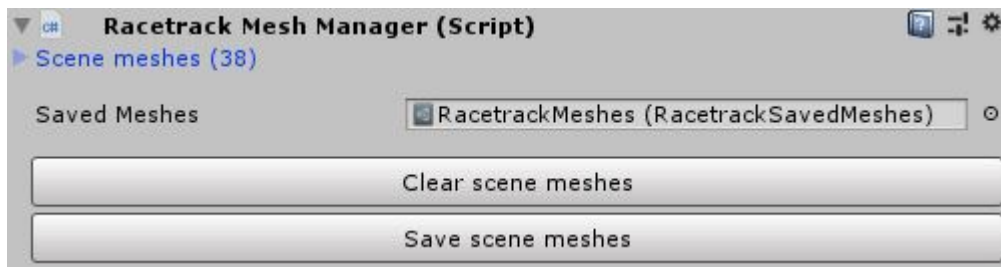 c# Racetrack Mesh Manager (Script)
Scene meshes (38)
Saved Meshes RacetrackMeshes (RacetrackSavedMeshes)
Clear scene meshes
Save scene meshes